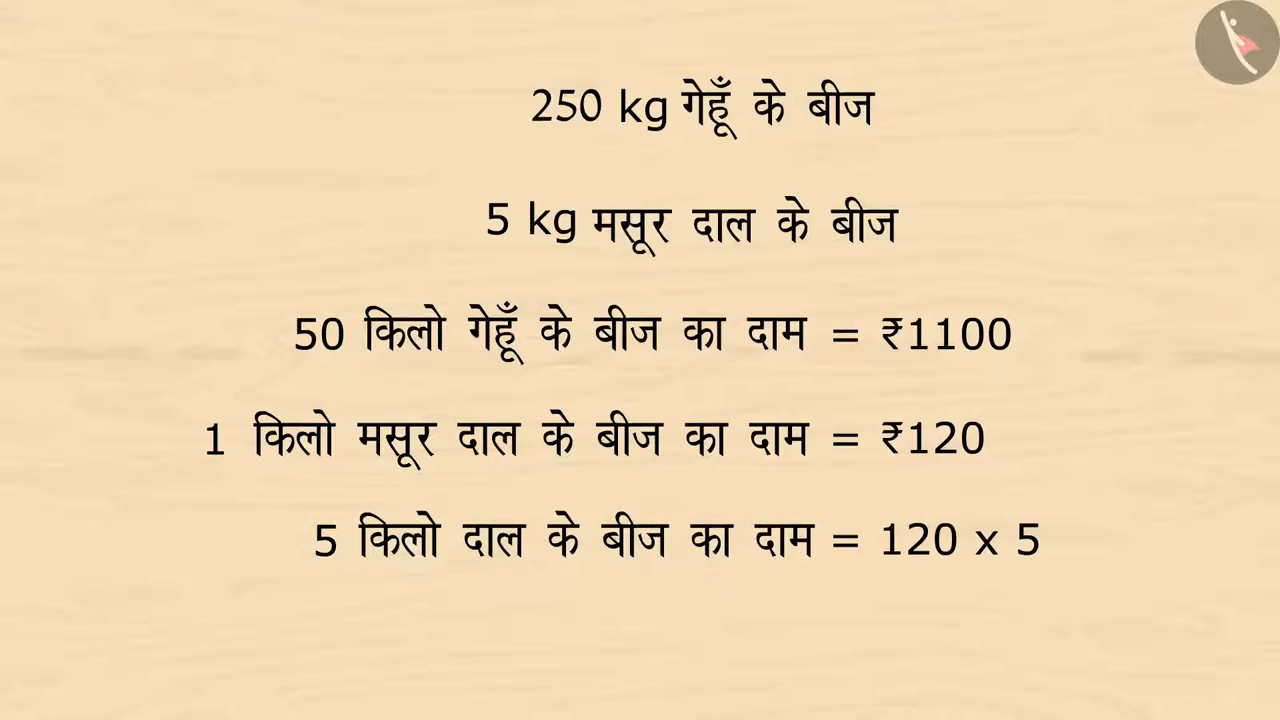 250 kg गेहूँ के बीज
5 kg मसूर दाल के बीज
50 किलो गेहूँ के बीज का दाम = ₹1100
1 किलो मसूर दाल के बीज का दाम = ₹120
5 किलो दाल के बीज का दाम = 120 x 5